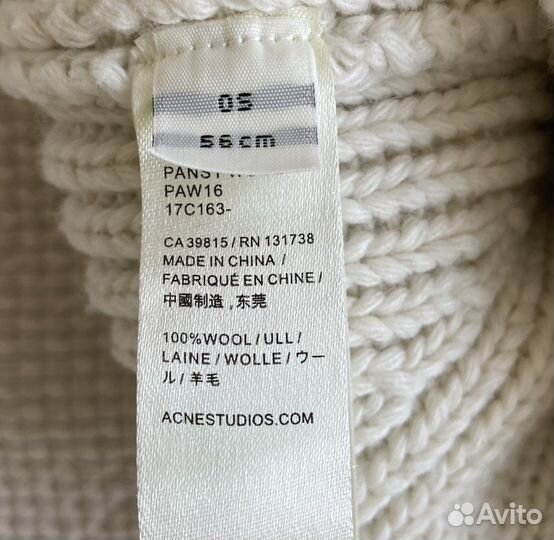 OS
56cm
PANSY
PAW16
17C163-
CA 39815 / RN 131738
MADE IN CHINA /
FABRIQUÉ EN CHINE /
中國制造 ,东莞
100%WOOL / ULL /
LAINE / WOLLE / ウー
ル / 羊毛
ACNESTUDIOS.COM
Avito